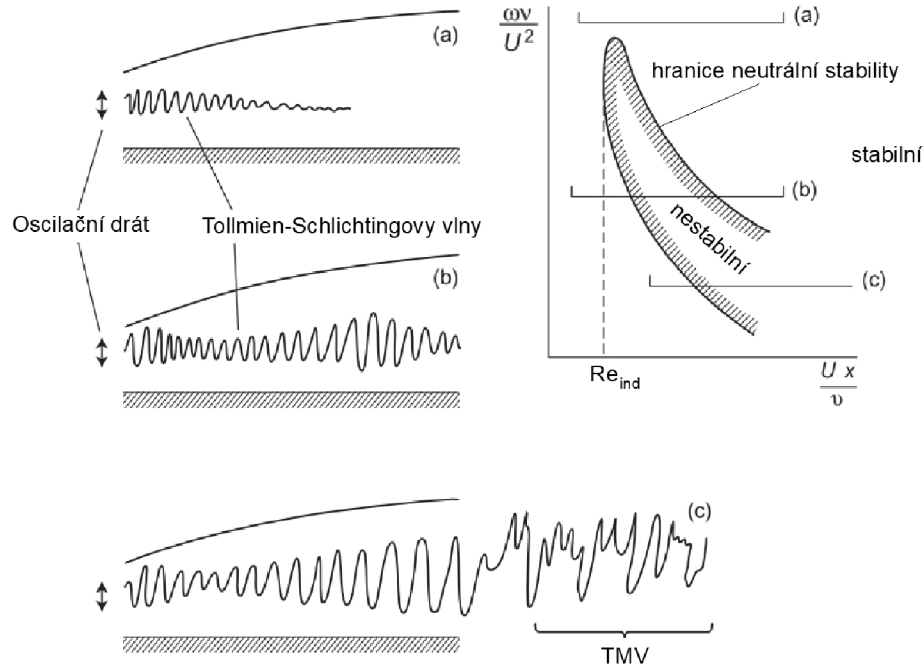 (a)
Oscilační drát
Tollmien-Schlichtingovy vlny
(b)
(c)
TMV
ων
U²
(a)
hranice neutrální stability
stabilní
(b)
nestabilní
(c)
Re_ind
U x
υ